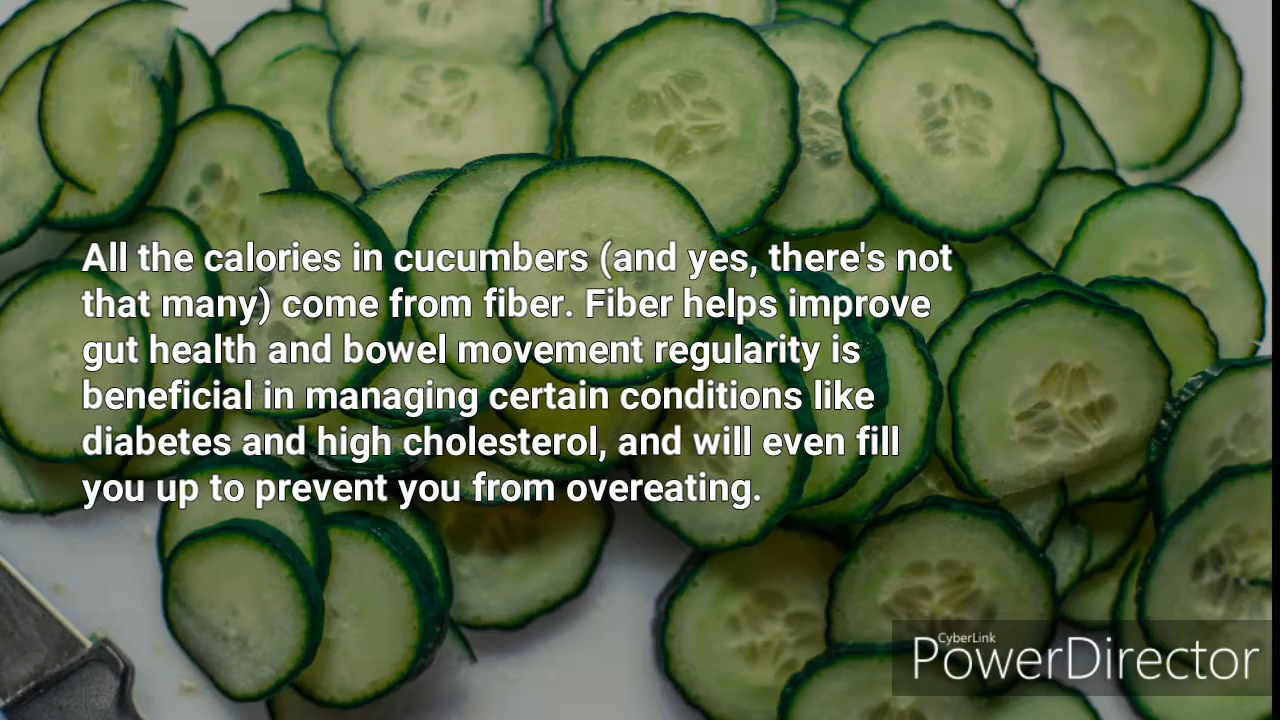 All the calories in cucumbers (and yes, there's not
that many) come from fiber. Fiber helps improve
gut health and bowel movement regularity is
beneficial in managing certain conditions like
diabetes and high cholesterol, and will even fill
you up to prevent you from overeating.
CyberLink
PowerDirector